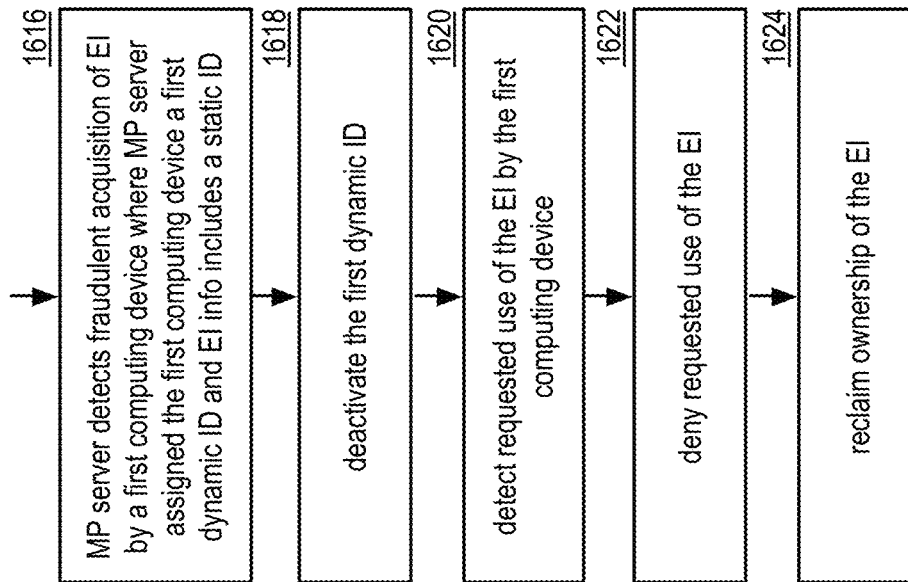 1616
MP server detects fraudulent acquisition of EI
by a first computing device where MP server
assigned the first computing device a first
dynamic ID and EI info includes a static ID
1618
deactivate the first dynamic ID
1620
detect requested use of the EI by the first
computing device
1622
deny requested use of the EI
1624
reclaim ownership of the EI